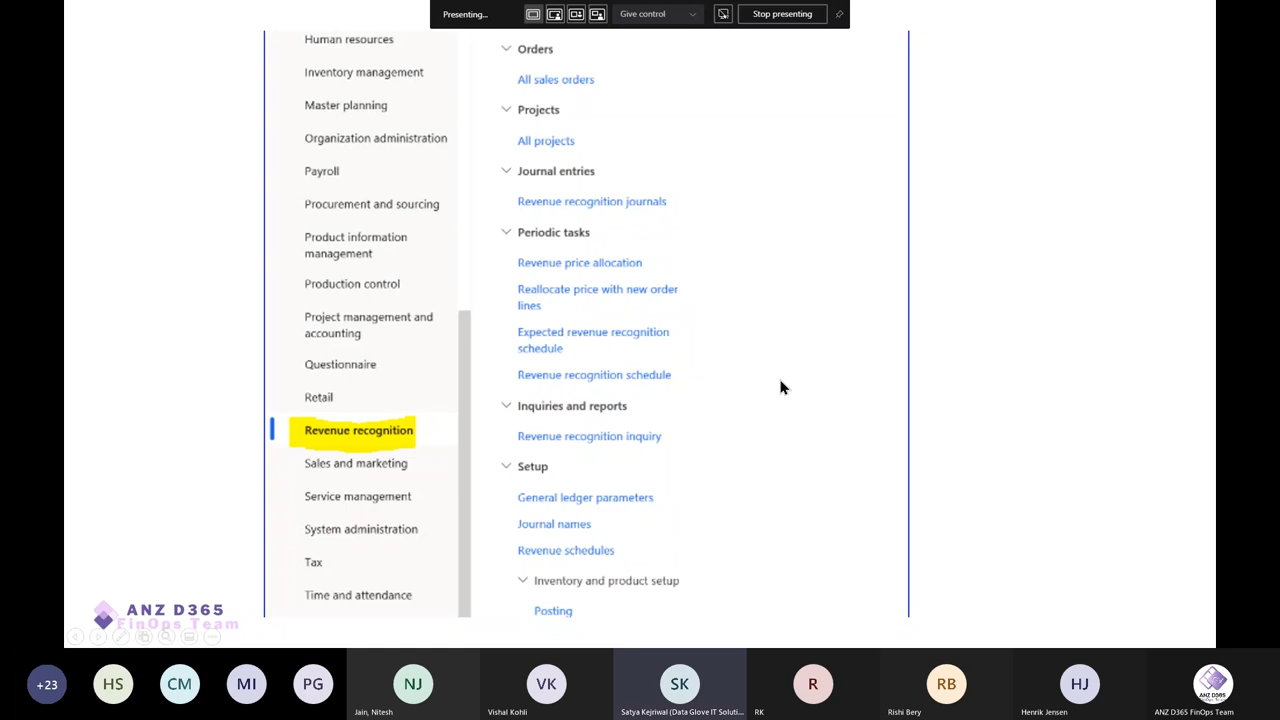 Presenting...
Give control
Stop presenting
Human resources
Inventory management
Master planning
Organization administration
Payroll
Procurement and sourcing
Product information
management
Production control
Project management and
accounting
Questionnaire
Retail
Revenue recognition
Sales and marketing
Service management
System administration
Tax
Time and attendance
Orders
All sales orders
Projects
All projects
Journal entries
Revenue recognition journals
Periodic tasks
Revenue price allocation
Reallocate price with new order
lines
Expected revenue recognition
schedule
Revenue recognition schedule
Inquiries and reports
Revenue recognition inquiry
Setup
General ledger parameters
Journal names
Revenue schedules
Inventory and product setup
Posting
ANZ D365
FinOps Team
+23
HS
CM
MI
PG
NJ
Jain, Nitesh
VK
Vishal Kohli
SK
Satya Kejriwal (Data Glove IT Soluti...
R
RK
RB
Rishi Bery
HJ
Henrik Jensen
ANZ D365 FinOps Team